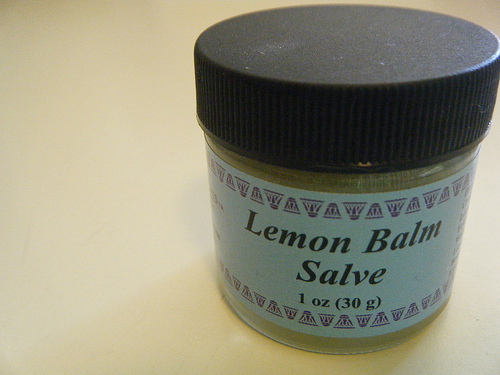 Lemon Balm
Salve
1 oz (30 g)